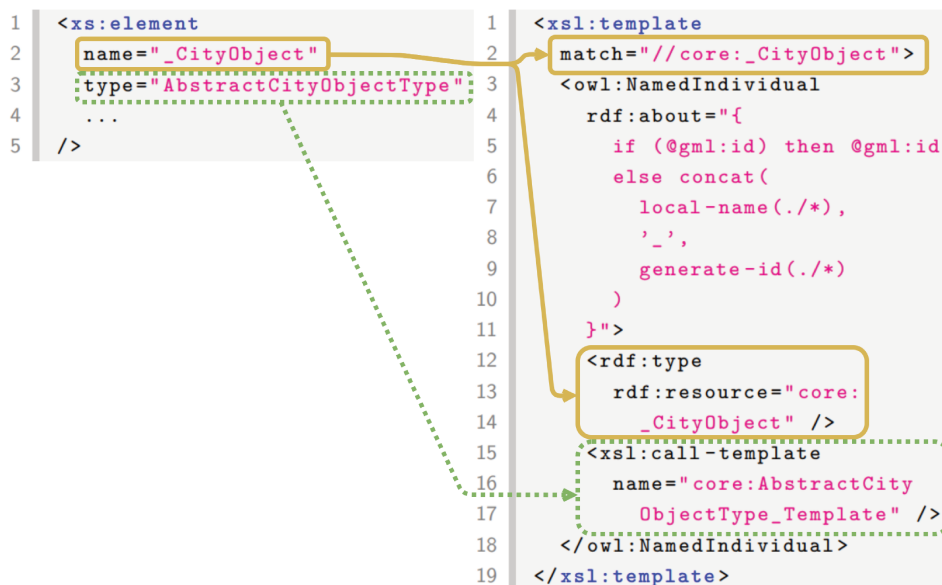 1 <xs:element
2 name="_CityObject"
3 type="AbstractCityObjectType"
4 ...
5 />
1 <xsl:template
2 match="//core:_CityObject">
3 <owl:NamedIndividual
4 rdf:about="{
5 if (@gml:id) then @gml:id
6 else concat(
7 local-name(./*),
8 '_',
9 generate-id(./*)
10 )
11 }">
12 <rdf:type
13 rdf:resource="core:
14 _CityObject" />
15 <xsl:call-template
16 name="core:AbstractCity
17 ObjectType_Template" />
18 </owl:NamedIndividual>
19 </xsl:template>